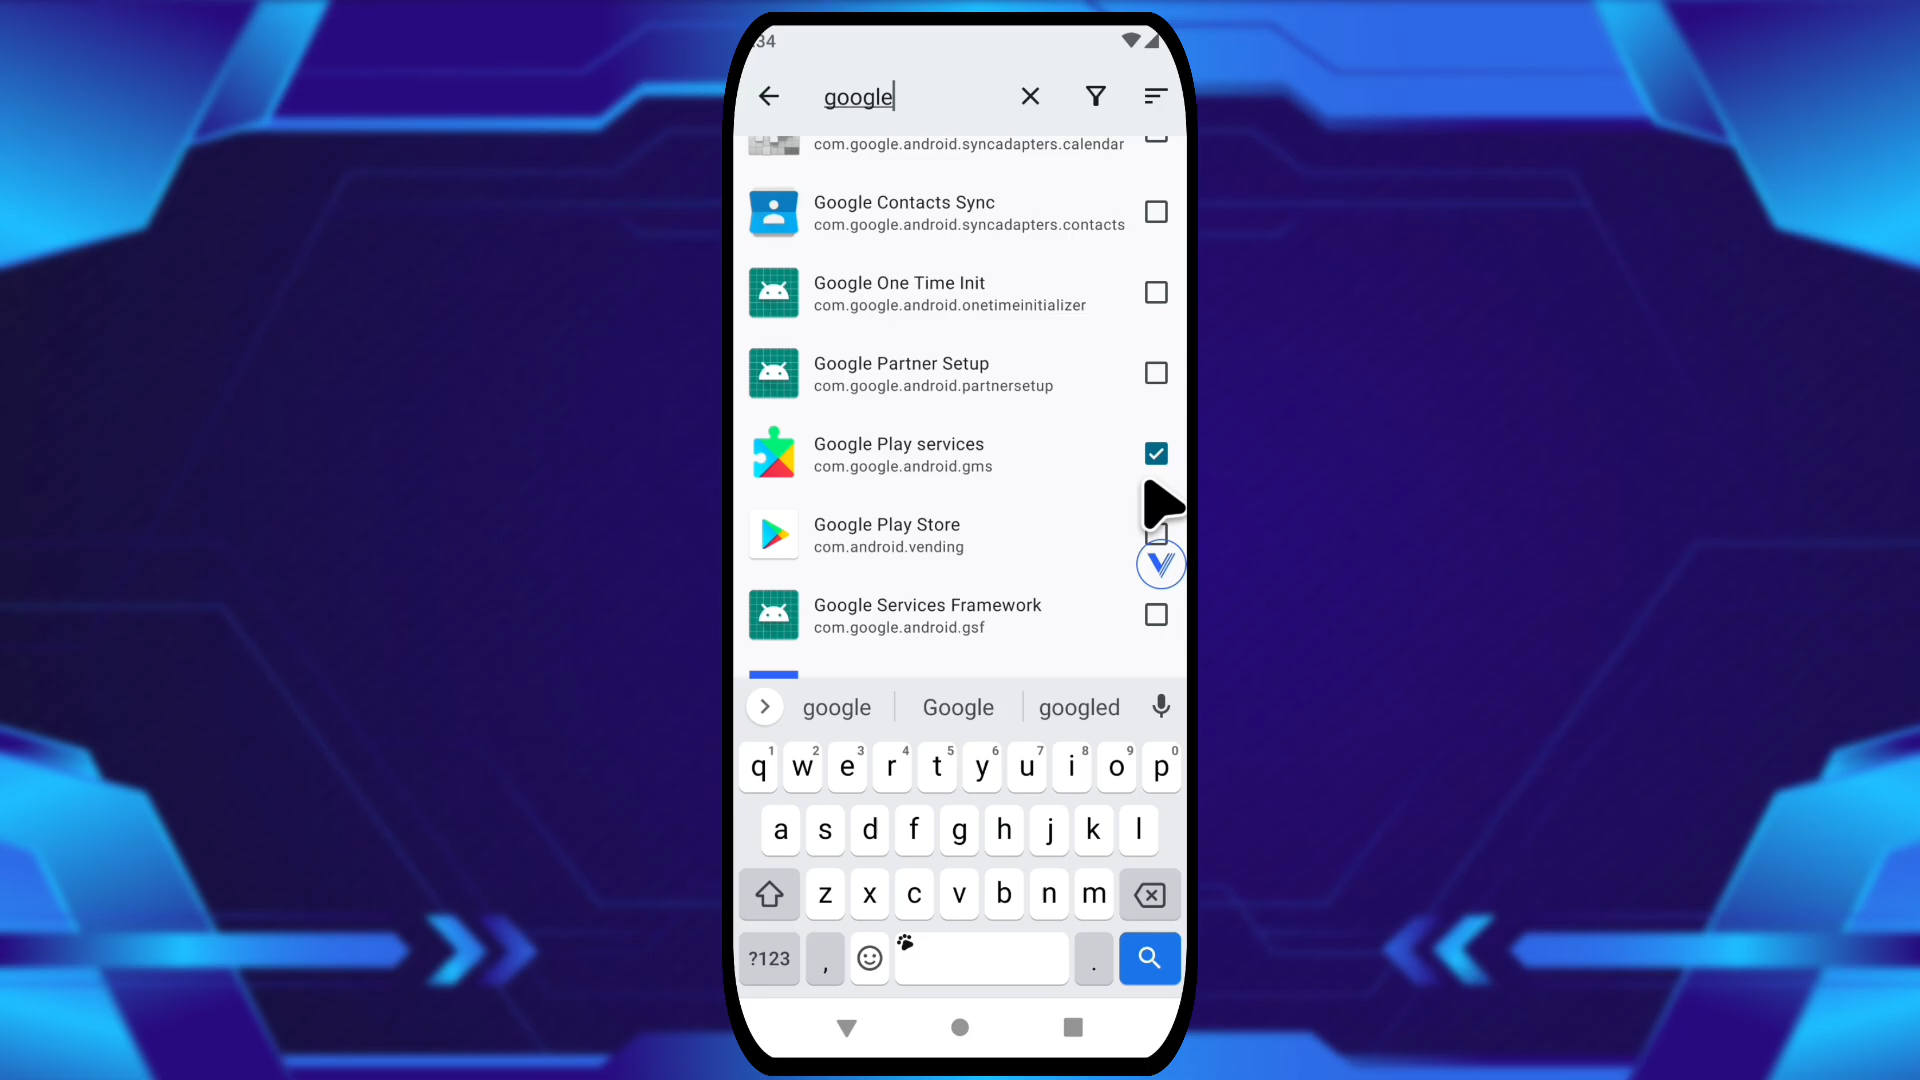 :34
google
com.google.android.syncadapters.calendar
Google Contacts Sync
com.google.android.syncadapters.contacts
Google One Time Init
com.google.android.onetimeinitializer
Google Partner Setup
com.google.android.partnersetup
Google Play services
com.google.android.gms
Google Play Store
com.android.vending
Google Services Framework
com.google.android.gsf
google Google googled
1 2 3 4 5 6 7 8 9 0
q w e r t y u i o p
a s d f g h j k l
z x c v b n m
?123 , .